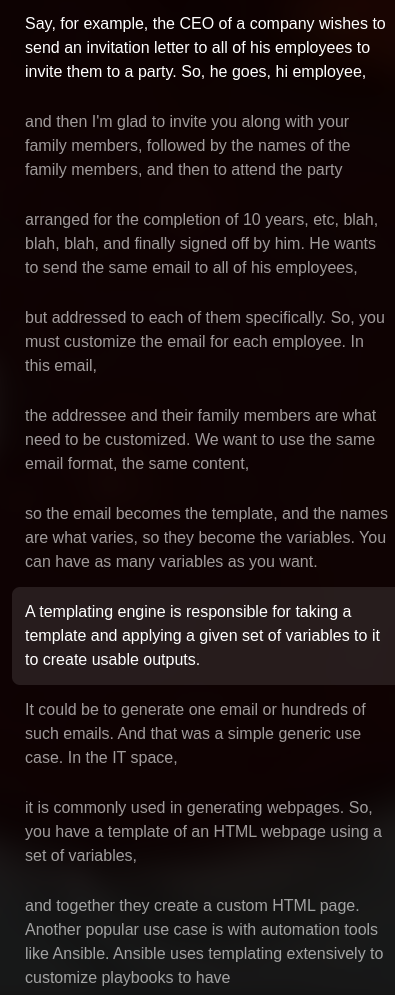 Say, for example, the CEO of a company wishes to
send an invitation letter to all of his employees to
invite them to a party. So, he goes, hi employee,
and then I'm glad to invite you along with your
family members, followed by the names of the
family members, and then to attend the party
arranged for the completion of 10 years, etc, blah,
blah, blah, and finally signed off by him. He wants
to send the same email to all of his employees,
but addressed to each of them specifically. So, you
must customize the email for each employee. In
this email,
the addressee and their family members are what
need to be customized. We want to use the same
email format, the same content,
so the email becomes the template, and the names
are what varies, so they become the variables. You
can have as many variables as you want.
A templating engine is responsible for taking a
template and applying a given set of variables to it
to create usable outputs.
It could be to generate one email or hundreds of
such emails. And that was a simple generic use
case. In the IT space,
it is commonly used in generating webpages. So,
you have a template of an HTML webpage using a
set of variables,
and together they create a custom HTML page.
Another popular use case is with automation tools
like Ansible. Ansible uses templating extensively to
customize playbooks to have